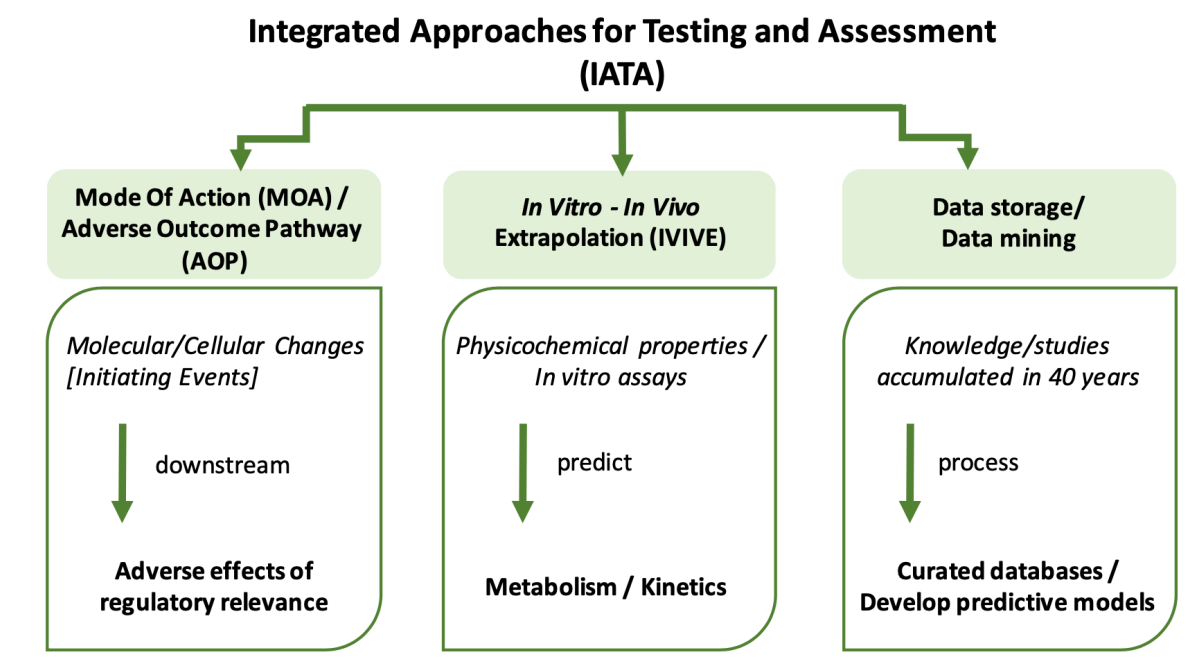 Integrated Approaches for Testing and Assessment
(IATA)
Mode Of Action (MOA) /
Adverse Outcome Pathway
(AOP)
Molecular/Cellular Changes
[Initiating Events]
downstream
Adverse effects of
regulatory relevance
In Vitro - In Vivo
Extrapolation (IVIVE)
Physicochemical properties /
In vitro assays
predict
Metabolism / Kinetics
Data storage/
Data mining
Knowledge/studies
accumulated in 40 years
process
Curated databases /
Develop predictive models